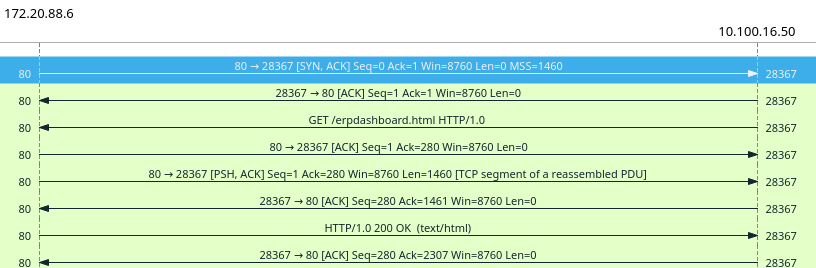 172.20.88.6
10.100.16.50
80 80 → 28367 [SYN, ACK] Seq=0 Ack=1 Win=8760 Len=0 MSS=1460 28367
80 28367 → 80 [ACK] Seq=1 Ack=1 Win=8760 Len=0 28367
80 GET /erpdashboard.html HTTP/1.0 28367
80 80 → 28367 [ACK] Seq=1 Ack=280 Win=8760 Len=0 28367
80 80 → 28367 [PSH, ACK] Seq=1 Ack=280 Win=8760 Len=1460 [TCP segment of a reassembled PDU] 28367
80 28367 → 80 [ACK] Seq=280 Ack=1461 Win=8760 Len=0 28367
80 HTTP/1.0 200 OK (text/html) 28367
80 28367 → 80 [ACK] Seq=280 Ack=2307 Win=8760 Len=0 28367